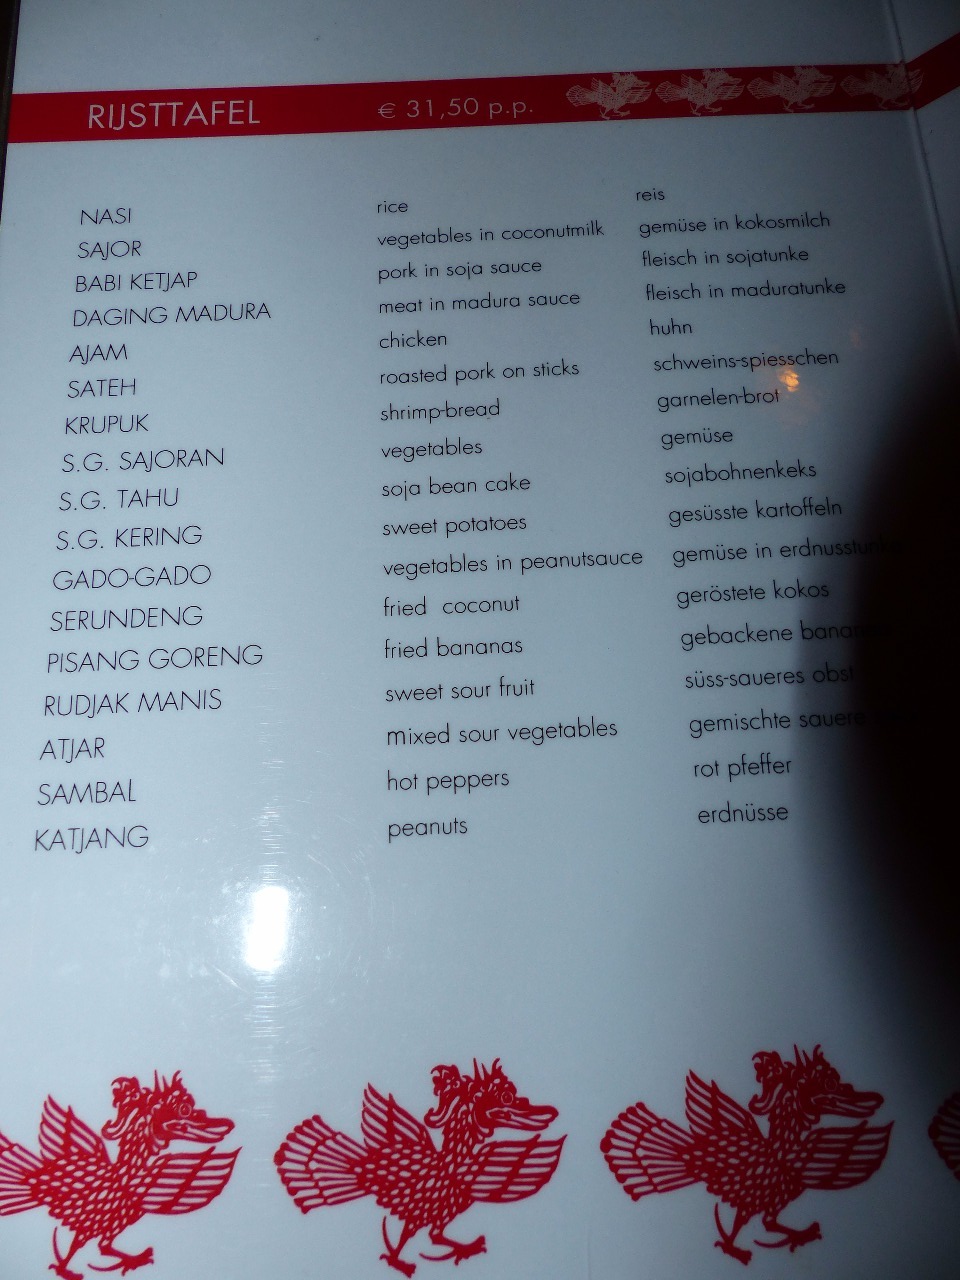 RIJSTTAFEL € 31,50 p.p.
NASI rice reis
SAJOR vegetables in coconutmilk gemüse in kokosmilch
BABI KETJAP pork in soja sauce fleisch in sojatunke
DAGING MADURA meat in madura sauce fleisch in maduratunke
AJAM chicken huhn
SATEH roasted pork on sticks schweins-spiesschen
KRUPUK shrimp-bread garnelen-brot
S.G. SAJORAN vegetables gemüse
S.G. TAHU soja bean cake sojabohnenkeks
S.G. KERING sweet potatoes gesüsste kartoffeln
GADO-GADO vegetables in peanutsauce gemüse in erdnusstunke
SERUNDENG fried coconut geröstete kokos
PISANG GORENG fried bananas gebackene
RUDJAK MANIS sweet sour fruit süss-saueres obst
ATJAR mixed sour vegetables gemischte sauere
SAMBAL hot peppers rot pfeffer
KATJANG peanuts erdnüsse